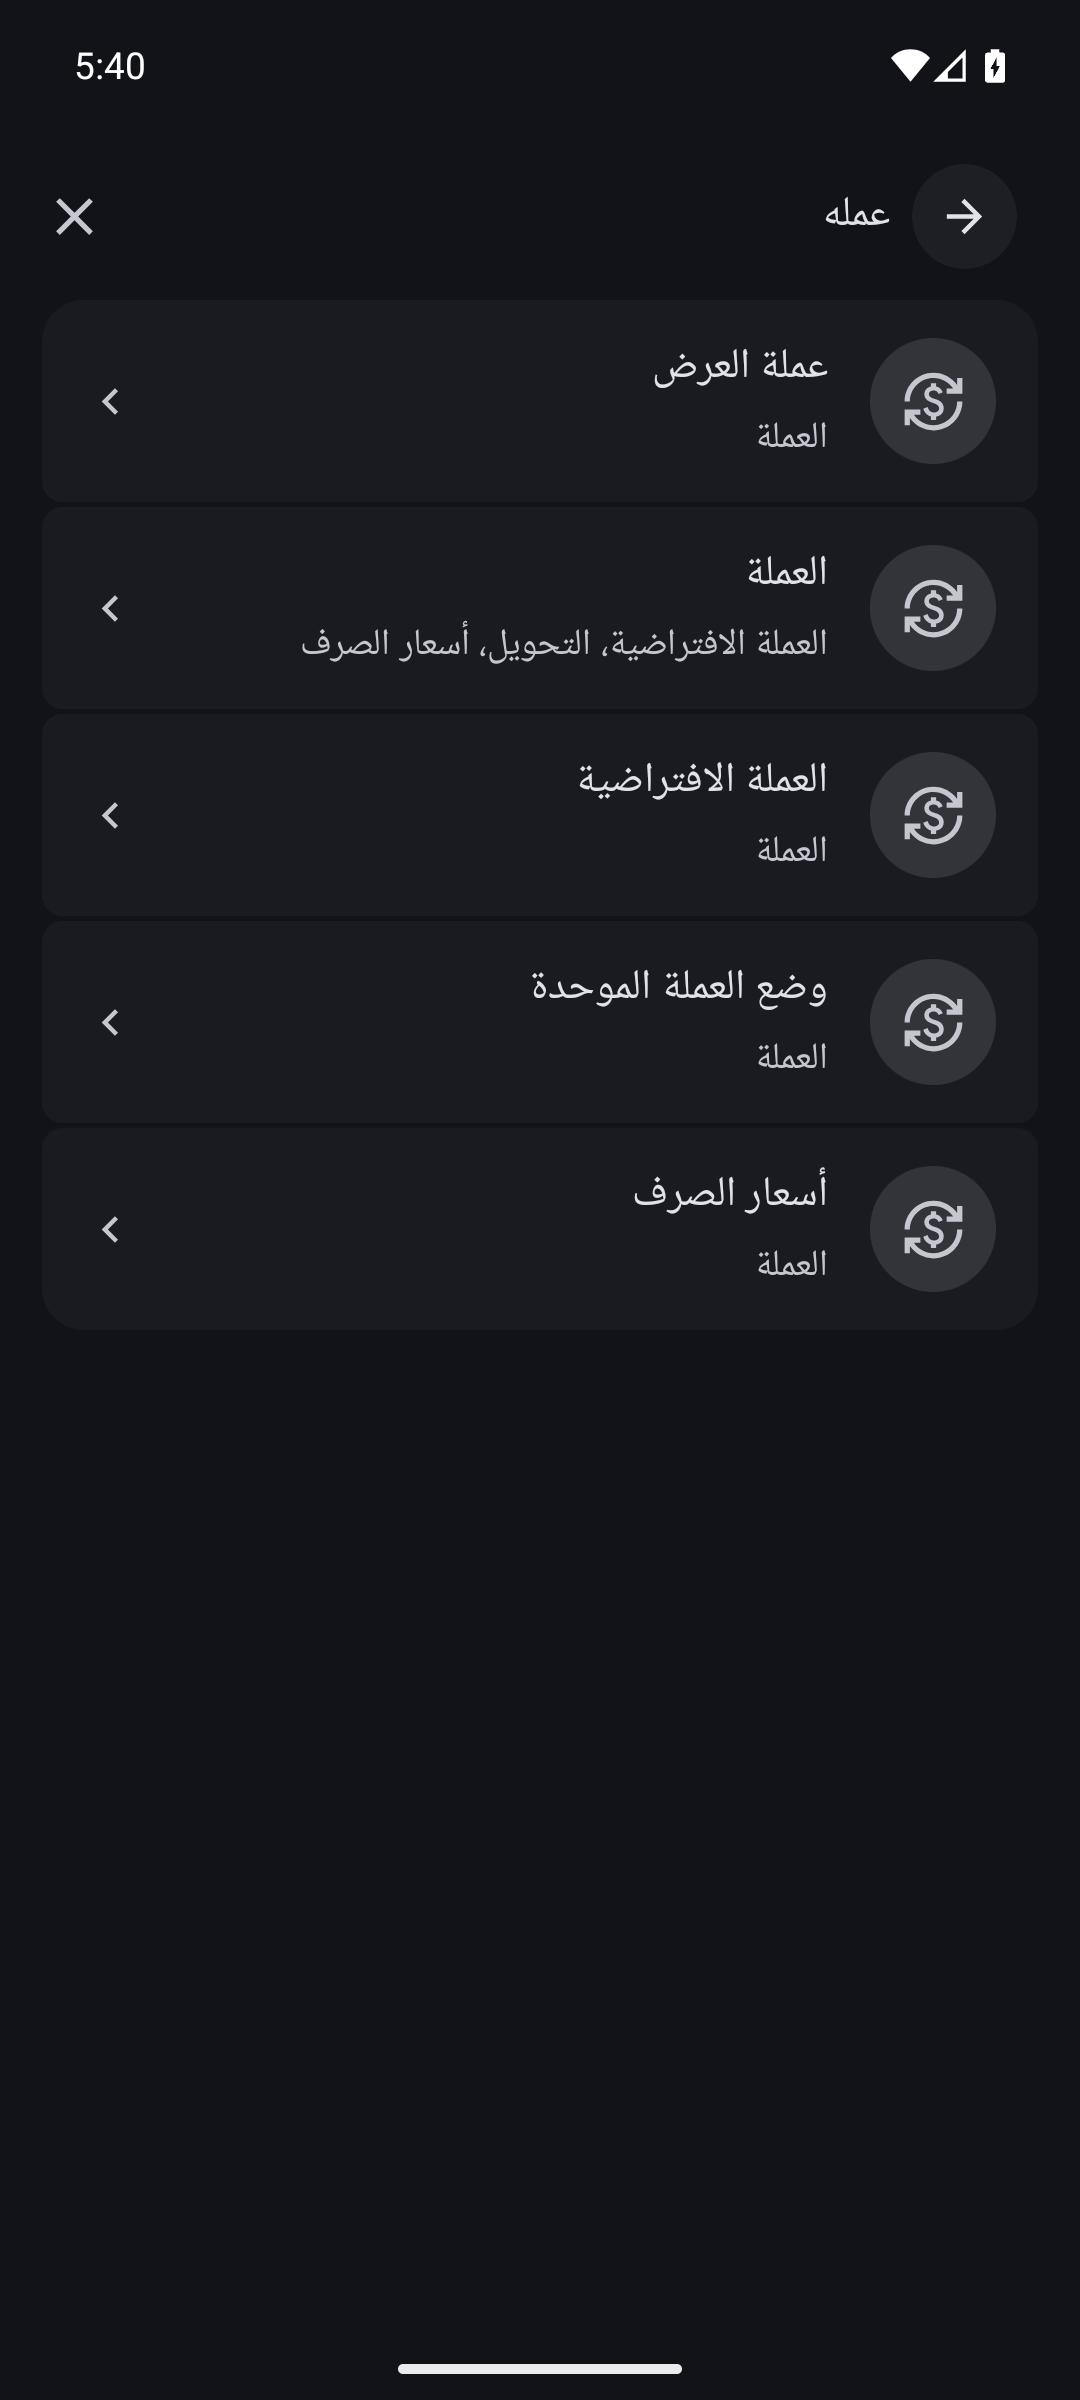 5:40
عمله
عملة العرض
العملة
العملة
العملة الافتراضية، التحويل، أسعار الصرف
العملة الافتراضية
العملة
وضع العملة الموحدة
العملة
أسعار الصرف
العملة